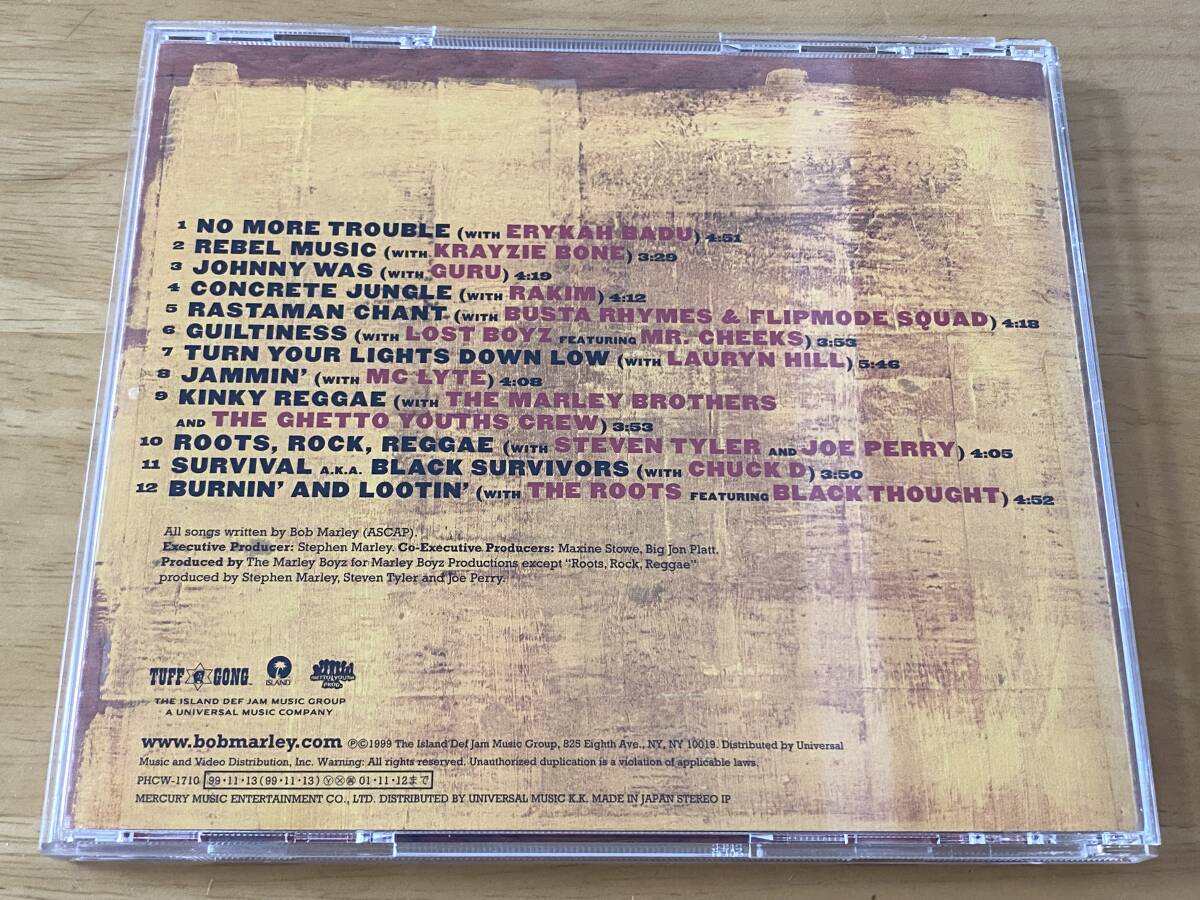 1 NO MORE TROUBLE (WITH ERYKAH BADU) 4:51
2 REBEL MUSIC (WITH KRAYZIE BONE) 3:29
3 JOHNNY WAS (WITH GURU) 4:19
4 CONCRETE JUNGLE (WITH RAKIM) 4:12
5 RASTAMAN CHANT (WITH BUSTA RHYMES & FLIPMODE SQUAD) 4:18
6 GUILTINESS (WITH LOST BOYZ FEATURING MR. CHEEKS) 3:53
7 TURN YOUR LIGHTS DOWN LOW (WITH LAURYN HILL) 5:46
8 JAMMIN' (WITH MC LYTE) 4:08
9 KINKY REGGAE (WITH THE MARLEY BROTHERS
AND THE GHETTO YOUTHS CREW) 3:53
10 ROOTS, ROCK, REGGAE (WITH STEVEN TYLER AND JOE PERRY) 4:05
11 SURVIVAL A.K.A. BLACK SURVIVORS (WITH CHUCK D) 3:50
12 BURNIN' AND LOOTIN' (WITH THE ROOTS FEATURING BLACK THOUGHT) 4:52
All songs written by Bob Marley (ASCAP).
Executive Producer: Stephen Marley. Co-Executive Producers: Maxine Stowe, Big Jon Platt.
Produced by The Marley Boyz for Marley Boyz Productions except "Roots, Rock, Reggae"
produced by Stephen Marley, Steven Tyler and Joe Perry.
TUFF GONG
ISLAND
GHETTO YOUTHS
PROD.
THE ISLAND DEF JAM MUSIC GROUP
A UNIVERSAL MUSIC COMPANY
www.bobmarley.com ℗©1999 The Island Def Jam Music Group, 825 Eighth Ave., NY, NY 10019. Distributed by Universal
Music and Video Distribution, Inc. Warning: All rights reserved. Unauthorized duplication is a violation of applicable laws.
PHCW-1710 99・11・13(99・11・13) Ⓨ Ⓧ 01・11・12まで
MERCURY MUSIC ENTERTAINMENT CO., LTD. DISTRIBUTED BY UNIVERSAL MUSIC K.K. MADE IN JAPAN STEREO IP